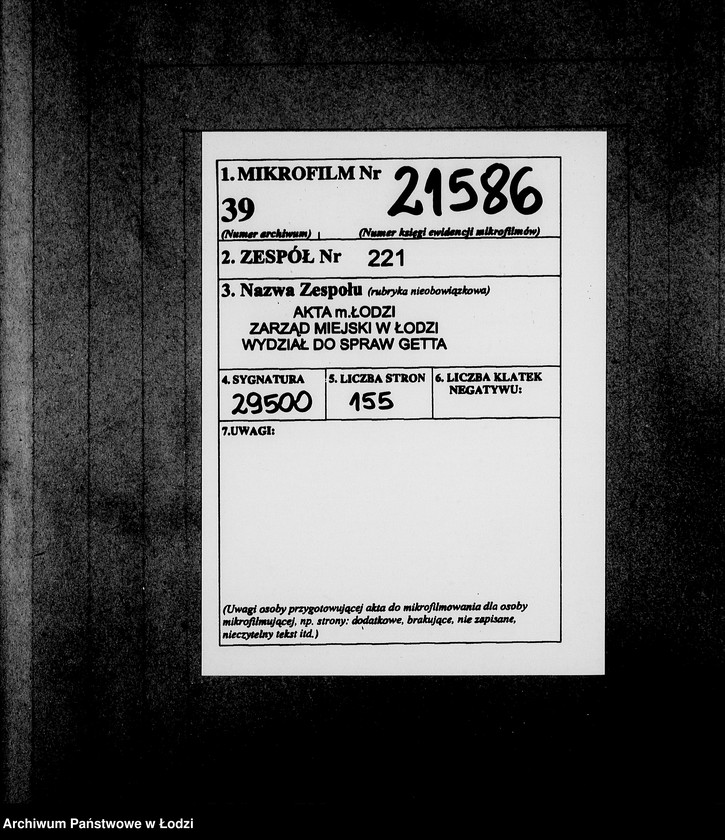 1. MIKROFILM Nr 21586
39
(Numer archiwum) (Numer księgi ewidencji mikrofilmów)
2. ZESPÓŁ Nr 221
3. Nazwa Zespołu (rubryka nieobowiązkowa)
AKTA m.ŁODZI
ZARZĄD MIEJSKI W ŁODZI
WYDZIAŁ DO SPRAW GETTA
4. SYGNATURA 5. LICZBA STRON 6. LICZBA KLATEK
NEGATYWU:
29500 155
7.UWAGI:
(Uwagi osoby przygotowującej akta do mikrofilmowania dla osoby
mikrofilmującej, np. strony: dodatkowe, brakujące, nie zapisane,
nieczytelny tekst itd.)
Archiwum Państwowe w Łodzi